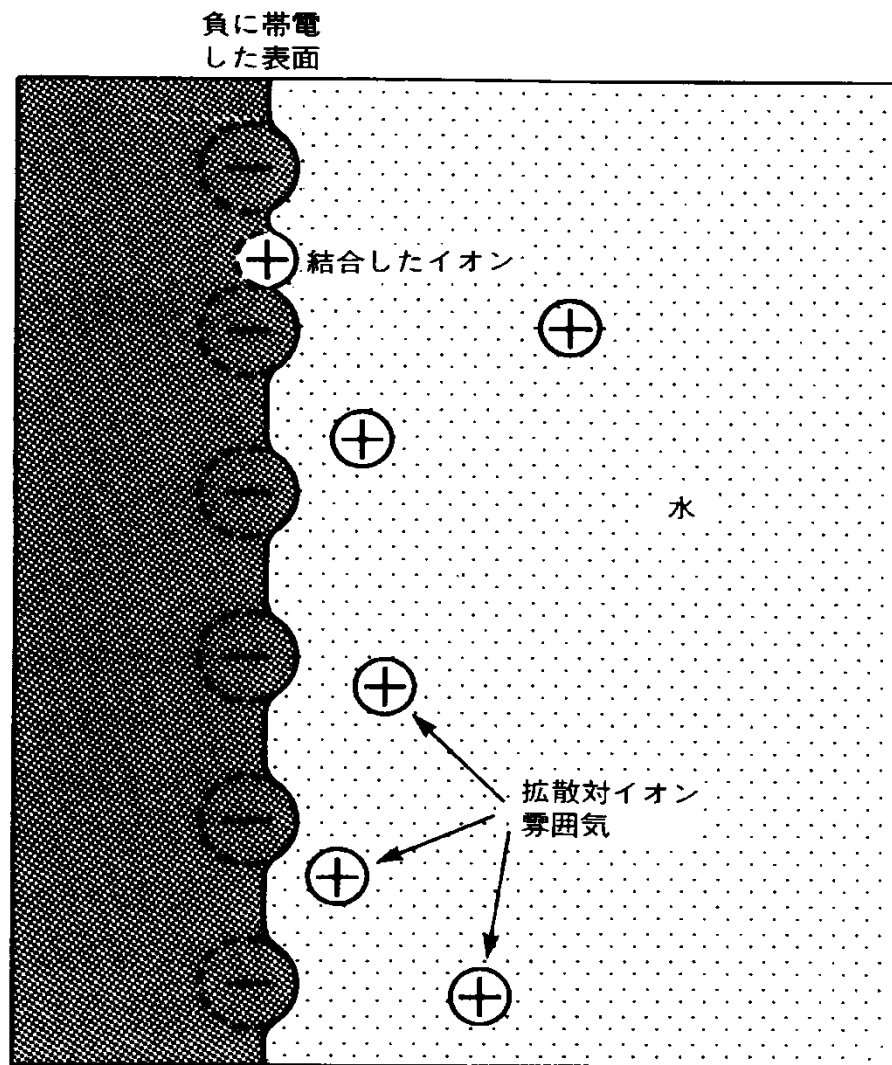 負に帯電
した表面
結合したイオン
水
拡散対イオン
雰囲気